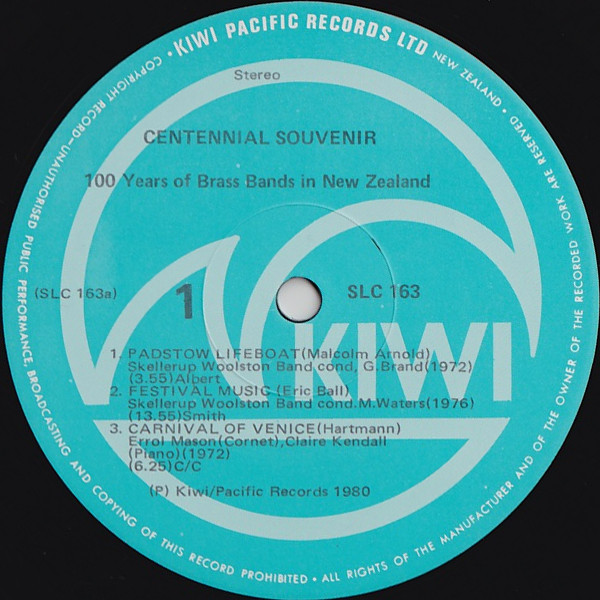 • KIWI PACIFIC RECORDS LTD NEW ZEALAND •
Stereo
CENTENNIAL SOUVENIR
100 Years of Brass Bands in New Zealand
(SLC 163a)
1
SLC 163
KIWI
1. PADSTOW LIFEBOAT(Malcolm Arnold)
Skellerup Woolston Band cond, G.Brand(1972)
(3.55)Albert
2. FESTIVAL MUSIC (Eric Ball)
Skellerup Woolston Band cond.M.Waters(1976)
(13.55)Smith
3. CARNIVAL OF VENICE(Hartmann)
Errol Mason(Cornet),Claire Kendall
(Piano)(1972)
(6.25)C/C
(P) Kiwi/Pacific Records 1980
COPYRIGHT RECORD–UNAUTHORISED PUBLIC PERFORMANCE, BROADCASTING AND COPYING OF THIS RECORD PROHIBITED • ALL RIGHTS OF THE MANUFACTURER AND OF THE OWNER OF THE RECORDED WORK ARE RESERVED